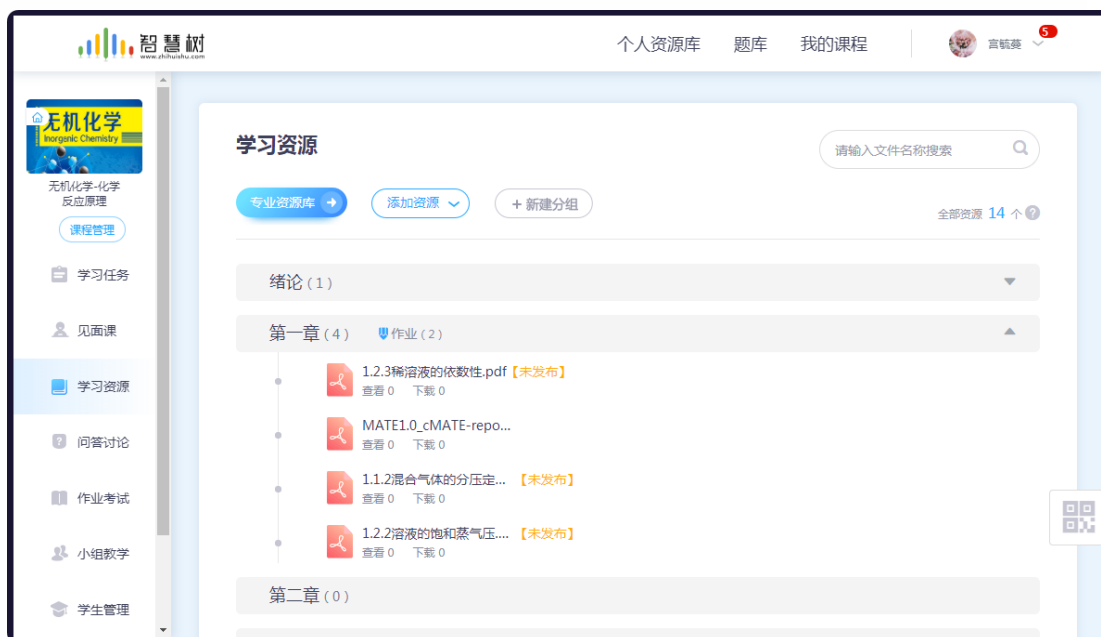 智慧树
www.zhihuishu.com
个人资源库
题库
我的课程
宫毓葵
5
无机化学
Inorgenic Chemistry
无机化学-化学
反应原理
课程管理
学习任务
见面课
学习资源
问答讨论
作业考试
小组教学
学生管理
学习资源
请输入文件名称搜索
专业资源库
添加资源
+ 新建分组
全部资源 14 个
绪论 ( 1 )
第一章 ( 4 ) 作业 ( 2 )
1.2.3稀溶液的依数性.pdf【未发布】
查看 0 下载 0
MATE1.0_cMATE-repo...
查看 0 下载 0
1.1.2混合气体的分压定... 【未发布】
查看 0 下载 0
1.2.2溶液的饱和蒸气压.... 【未发布】
查看 0 下载 0
第二章 ( 0 )